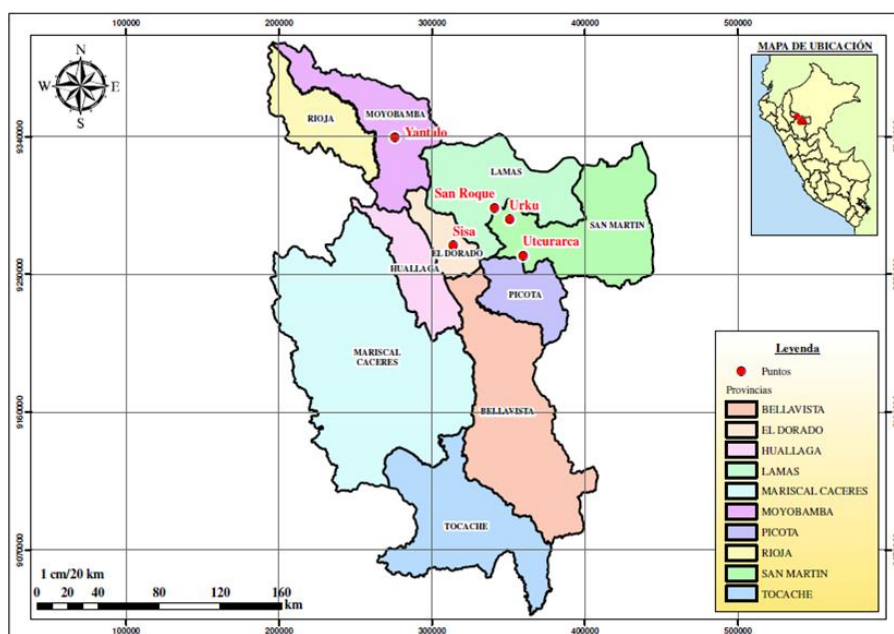 100000 200000 300000 400000 500000
MAPA DE UBICACIÓN
N
W E
S
MOYOBAMBA
RIOJA
Yantalo
9340000
LAMAS
San Roque
Urku
SAN MARTIN
Sisa
Utcurarca
EL DORADO
HUALLAGA
9250000
PICOTA
MARISCAL
CACERES
BELLAVISTA
9160000
TOCACHE
9070000
Leyenda
Puntos
Provincias
BELLAVISTA
EL DORADO
HUALLAGA
LAMAS
MARISCAL CACERES
MOYOBAMBA
PICOTA
RIOJA
SAN MARTIN
TOCACHE
1 cm/20 km
0 10 20 40 80 120 160
km
100000 200000 300000 400000 500000